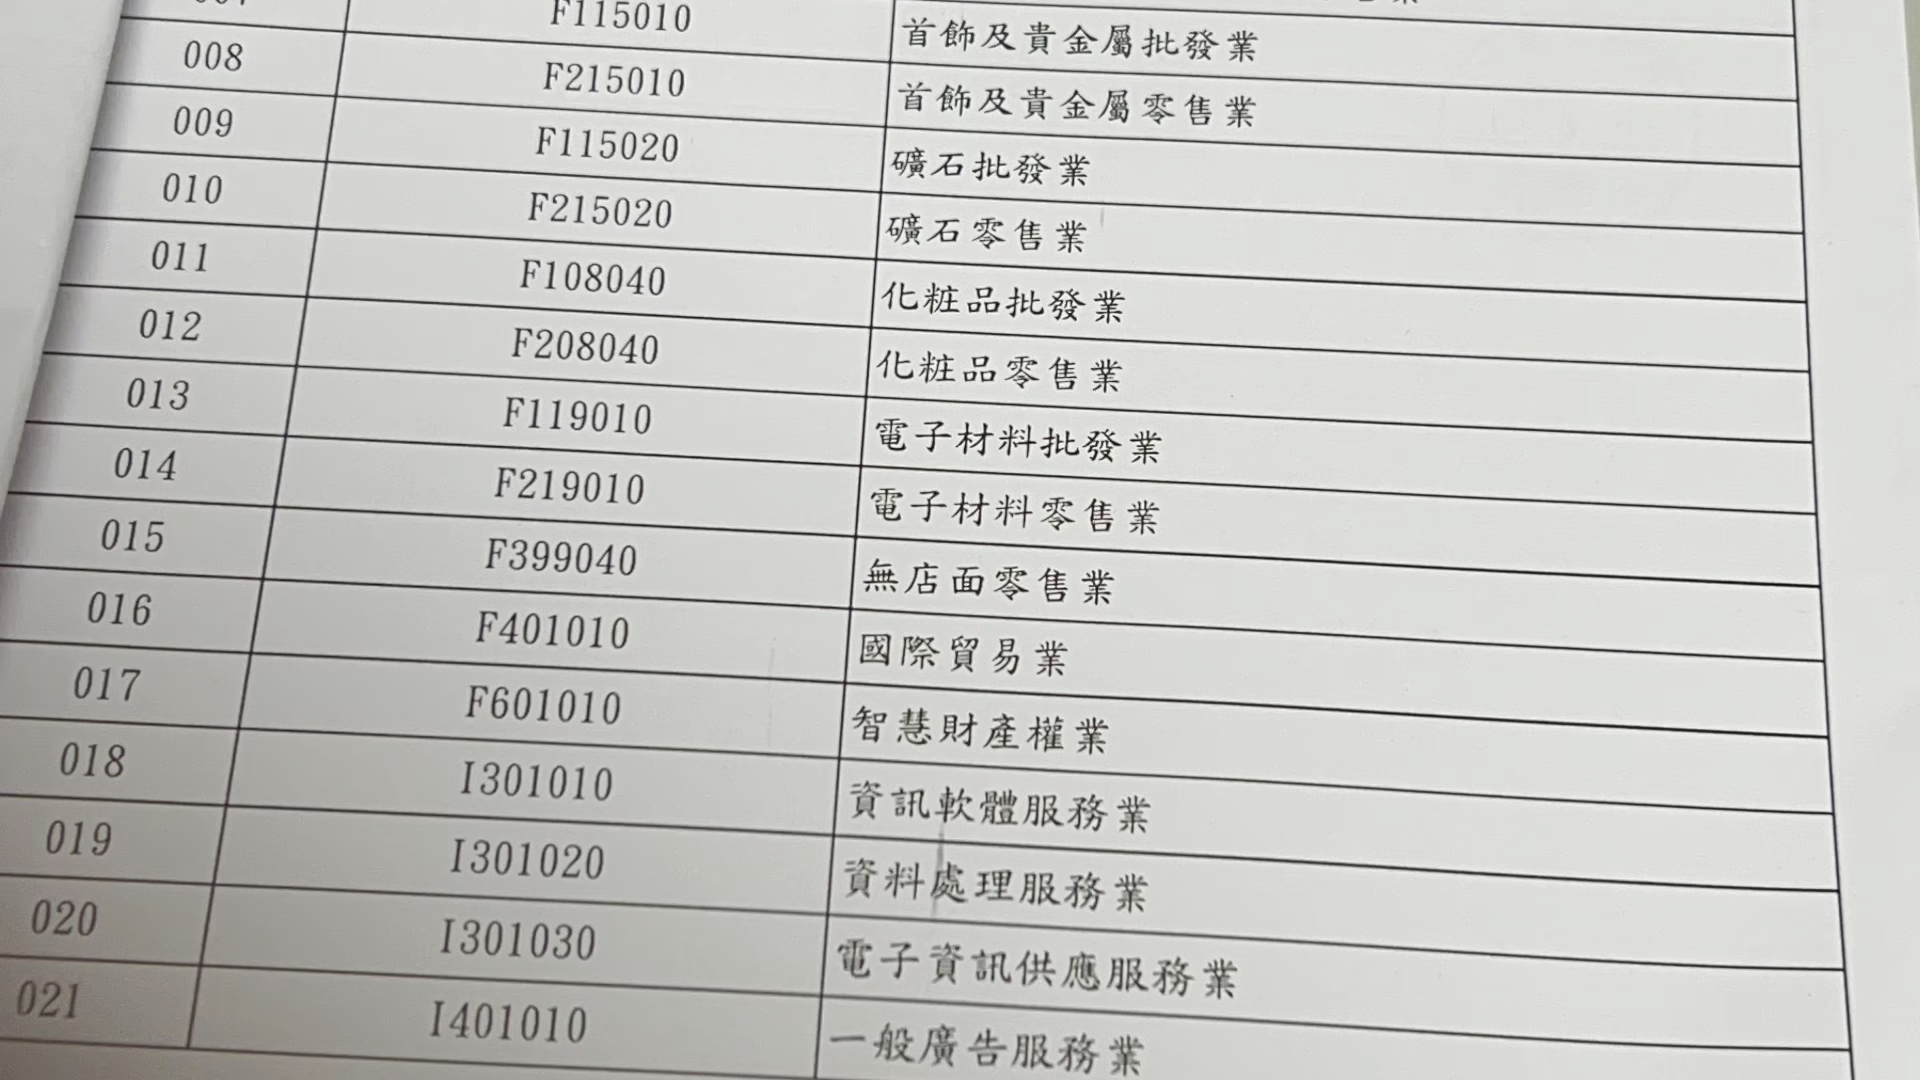 F115010 首飾及貴金屬批發業
008 F215010 首飾及貴金屬零售業
009 F115020 礦石批發業
010 F215020 礦石零售業
011 F108040 化粧品批發業
012 F208040 化粧品零售業
013 F119010 電子材料批發業
014 F219010 電子材料零售業
015 F399040 無店面零售業
016 F401010 國際貿易業
017 F601010 智慧財產權業
018 I301010 資訊軟體服務業
019 I301020 資料處理服務業
020 I301030 電子資訊供應服務業
021 I401010 一般廣告服務業